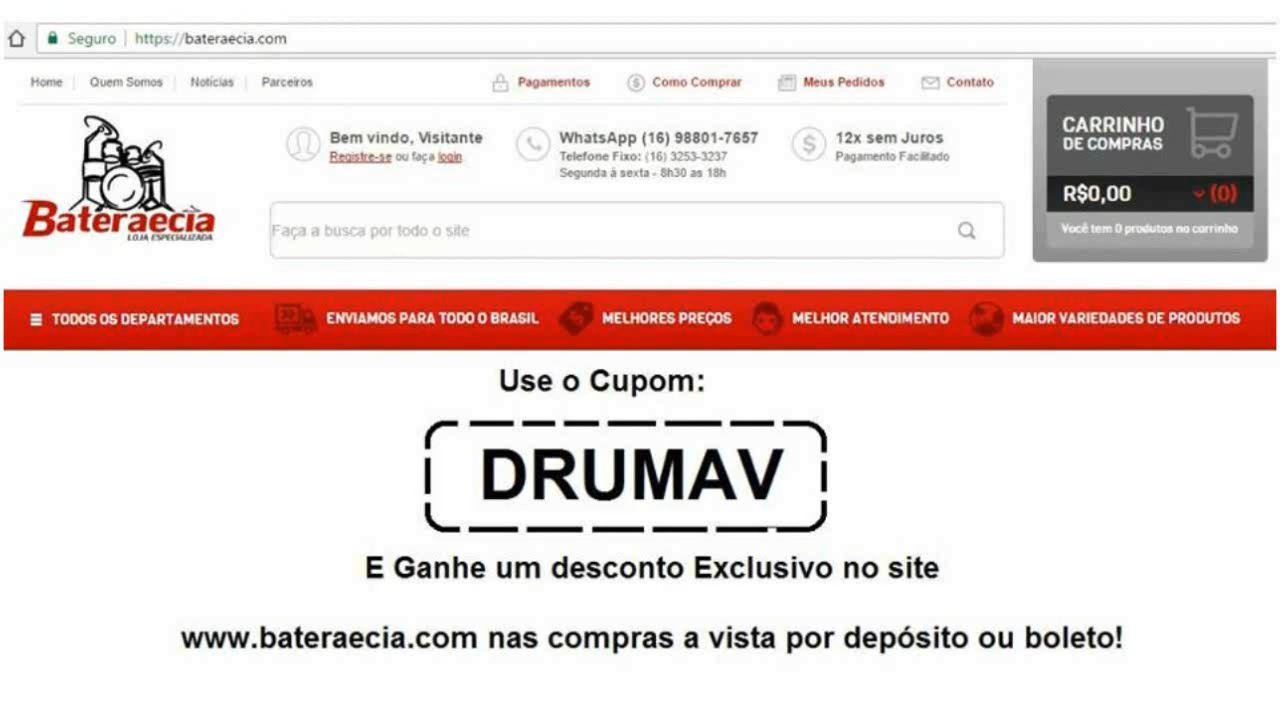 Seguro | https://bateraecia.com
Home Quem Somos Notícias Parceiros Pagamentos Como Comprar Meus Pedidos Contato
Bateraecia
LOJA ESPECIALIZADA
Bem vindo, Visitante
Registre-se ou faça login
WhatsApp (16) 98801-7657
Telefone Fixo: (16) 3253-3237
Segunda à sexta - 8h30 as 18h
12x sem Juros
Pagamento Facilitado
CARRINHO
DE COMPRAS
R$0,00 (0)
Você tem 0 produtos no carrinho
Faça a busca por todo o site
TODOS OS DEPARTAMENTOS ENVIAMOS PARA TODO O BRASIL MELHORES PREÇOS MELHOR ATENDIMENTO MAIOR VARIEDADES DE PRODUTOS
Use o Cupom:
DRUMAV
E Ganhe um desconto Exclusivo no site
www.bateraecia.com nas compras a vista por depósito ou boleto!